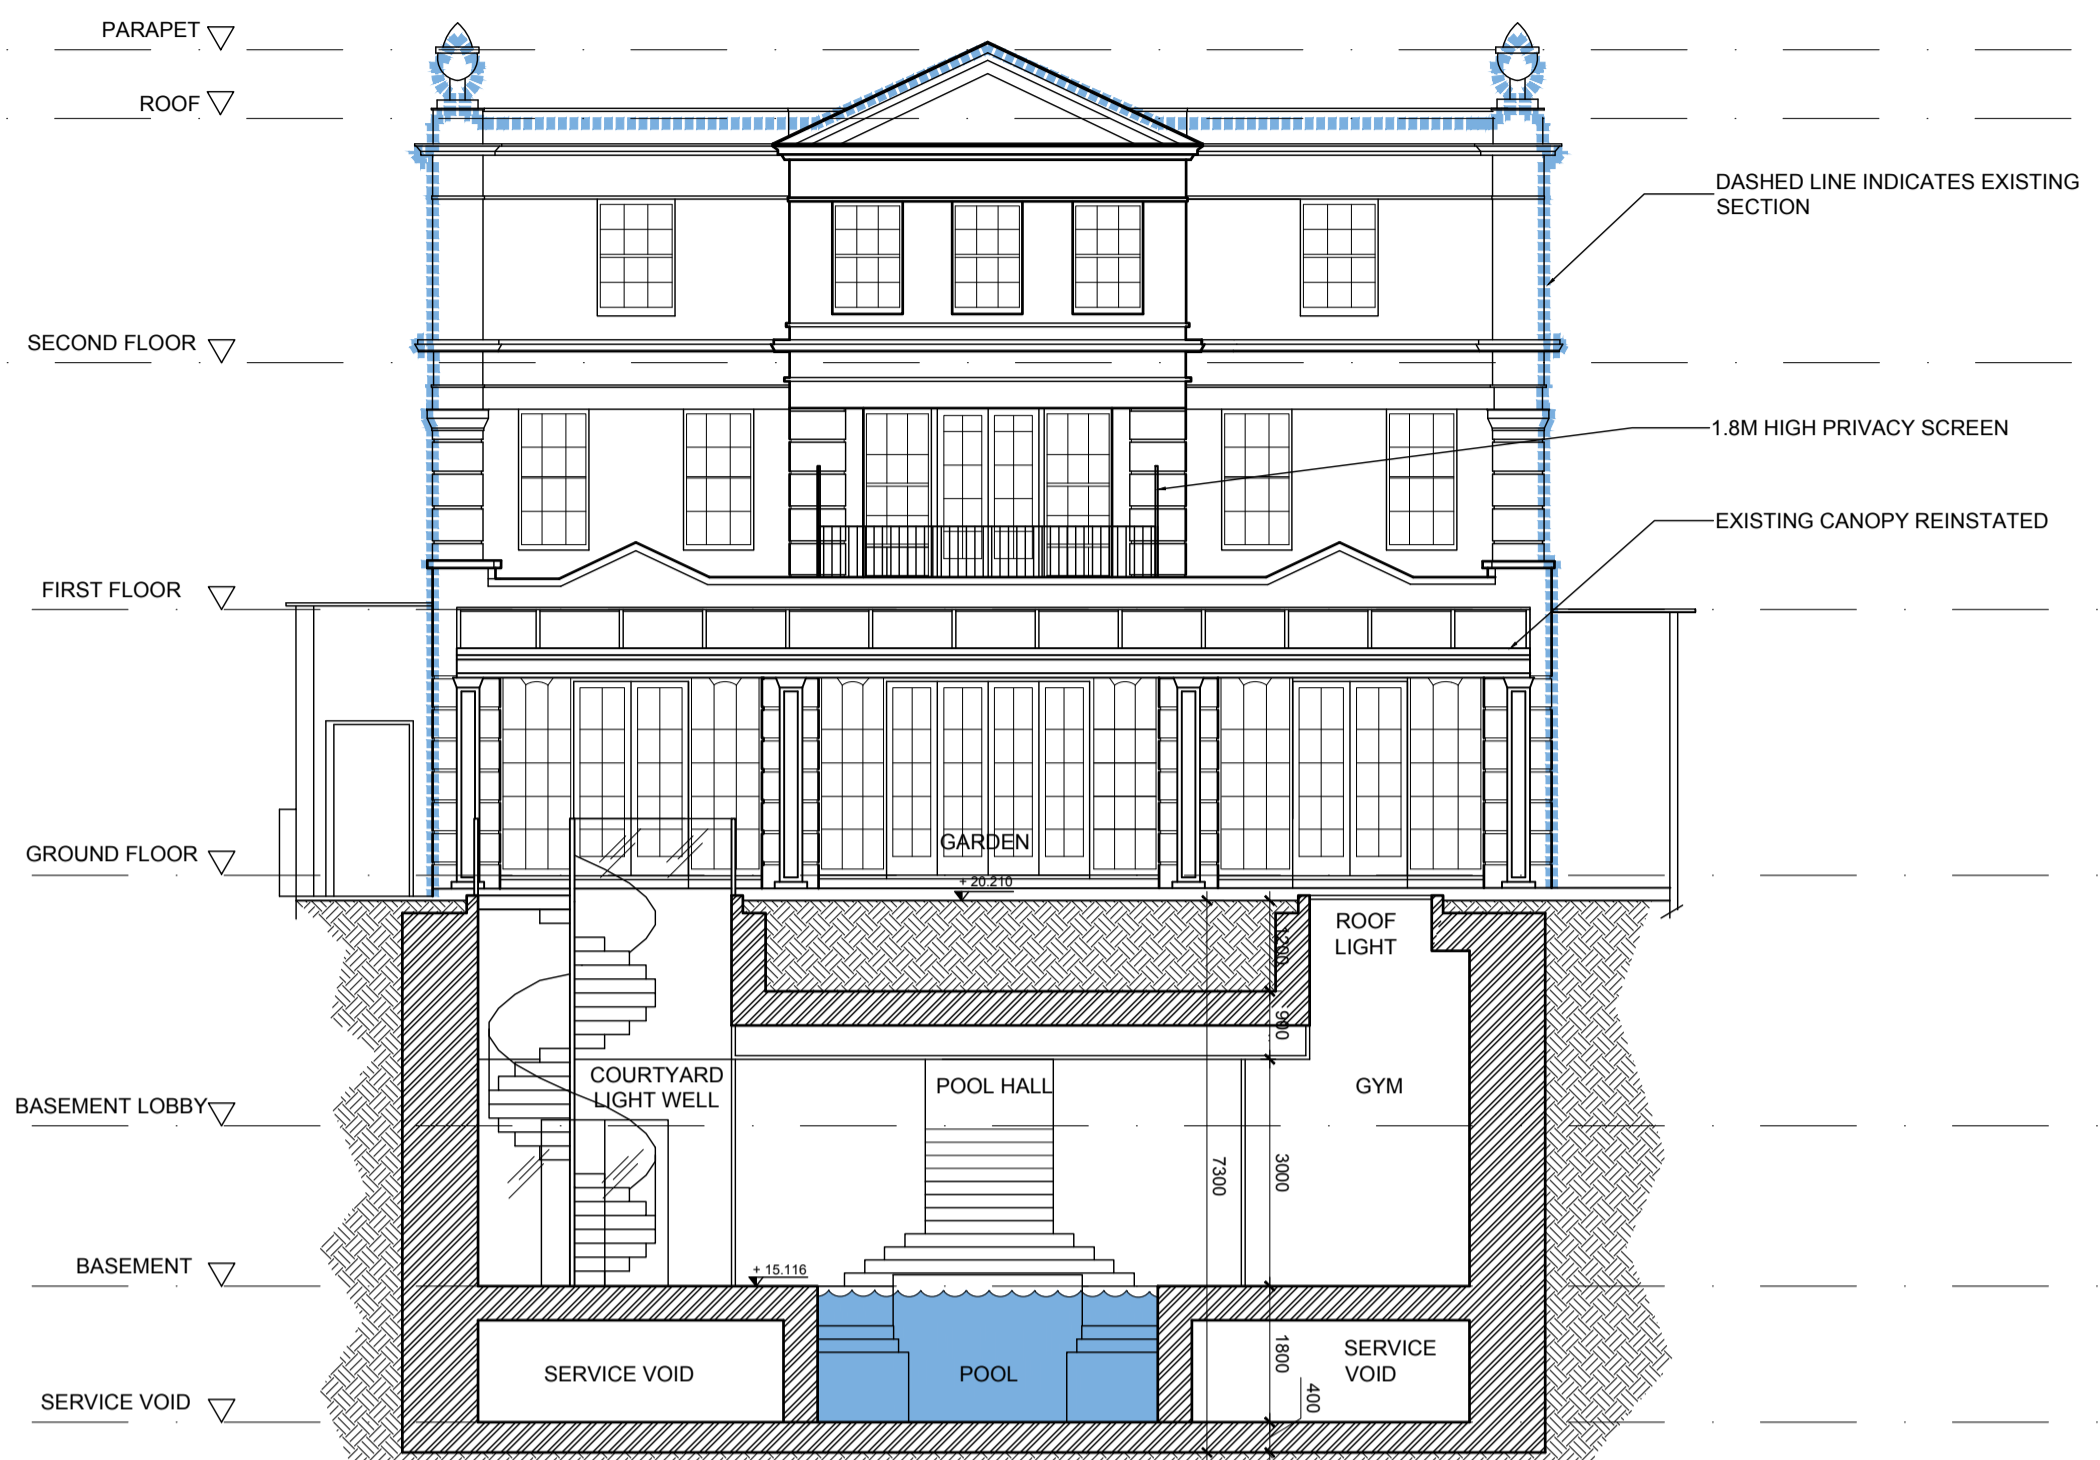 PARAPET
ROOF
DASHED LINE INDICATES EXISTING
SECTION
SECOND FLOOR
1.8M HIGH PRIVACY SCREEN
EXISTING CANOPY REINSTATED
FIRST FLOOR
GROUND FLOOR
GARDEN
+ 20.210
ROOF
LIGHT
1200
900
COURTYARD
LIGHT WELL
POOL HALL
GYM
BASEMENT LOBBY
7300
3000
BASEMENT
+ 15.116
SERVICE VOID
POOL
1800
SERVICE
VOID
400
SERVICE VOID